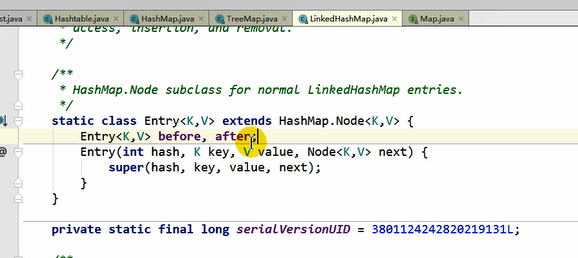 st.java Hashtable.java HashMap.java TreeMap.java LinkedHashMap.java Map.java
* access, insertion, and removal.
*/
/**
* HashMap.Node subclass for normal LinkedHashMap entries.
*/
static class Entry<K,V> extends HashMap.Node<K,V> {
Entry<K,V> before, after;
Entry(int hash, K key, V value, Node<K,V> next) {
super(hash, key, value, next);
}
}
private static final long serialVersionUID = 3801124242820219131L;
/**